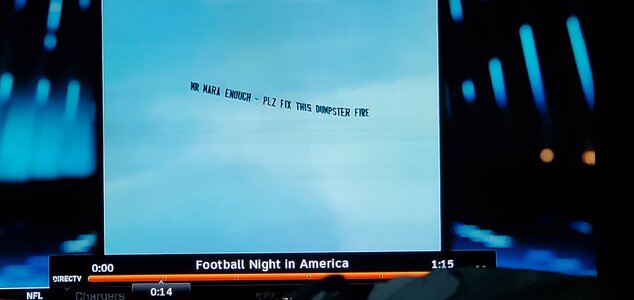 MR MARA ENOUGH - PLZ FIX THIS DUMPSTER FIRE
0:00 Football Night in America 1:15
DIRECTV
0:14
NFL Chargers